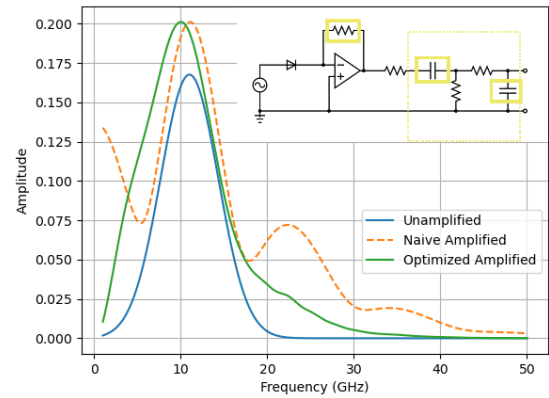 0.200
0.175
0.150
0.125
0.100
0.075
0.050
0.025
0.000
Amplitude
Unamplified
Naive Amplified
Optimized Amplified
0 10 20 30 40 50
Frequency (GHz)